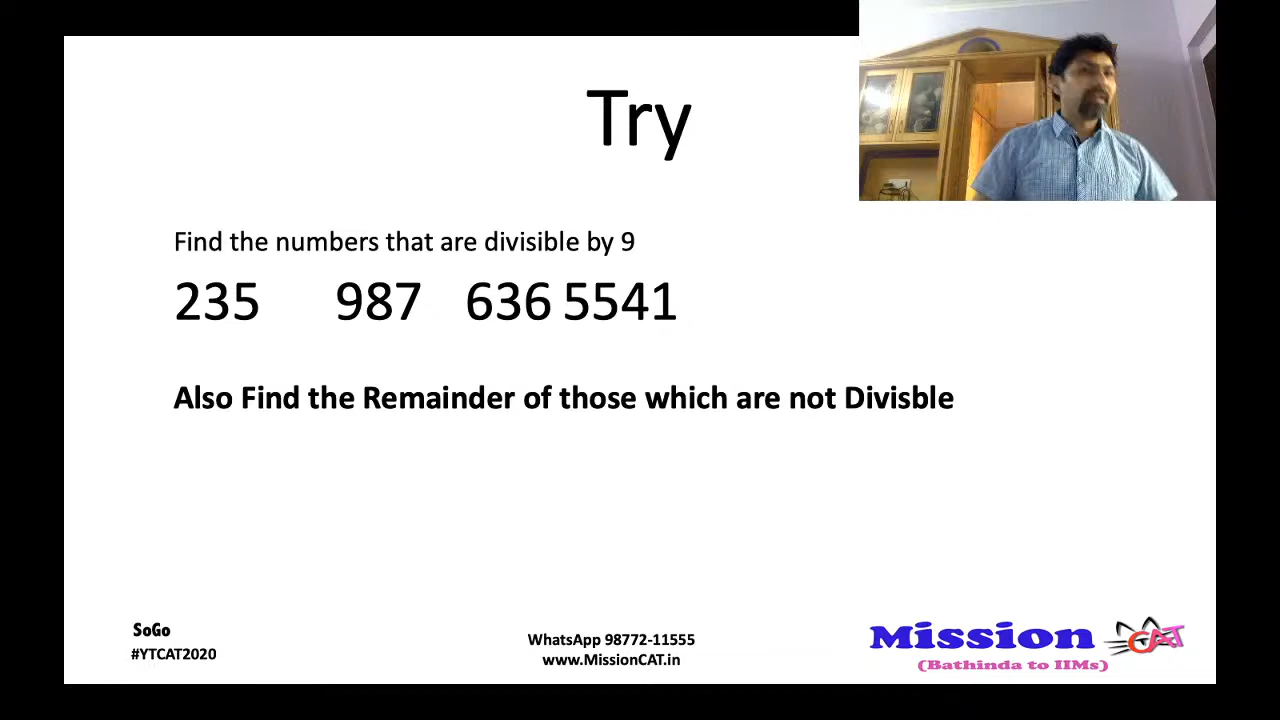 Try
Find the numbers that are divisible by 9
235 987 636 5541
Also Find the Remainder of those which are not Divisble
SoGo
#YTCAT2020
WhatsApp 98772-11555
www.MissionCAT.in
Mission CAT
(Bathinda to IIMs)